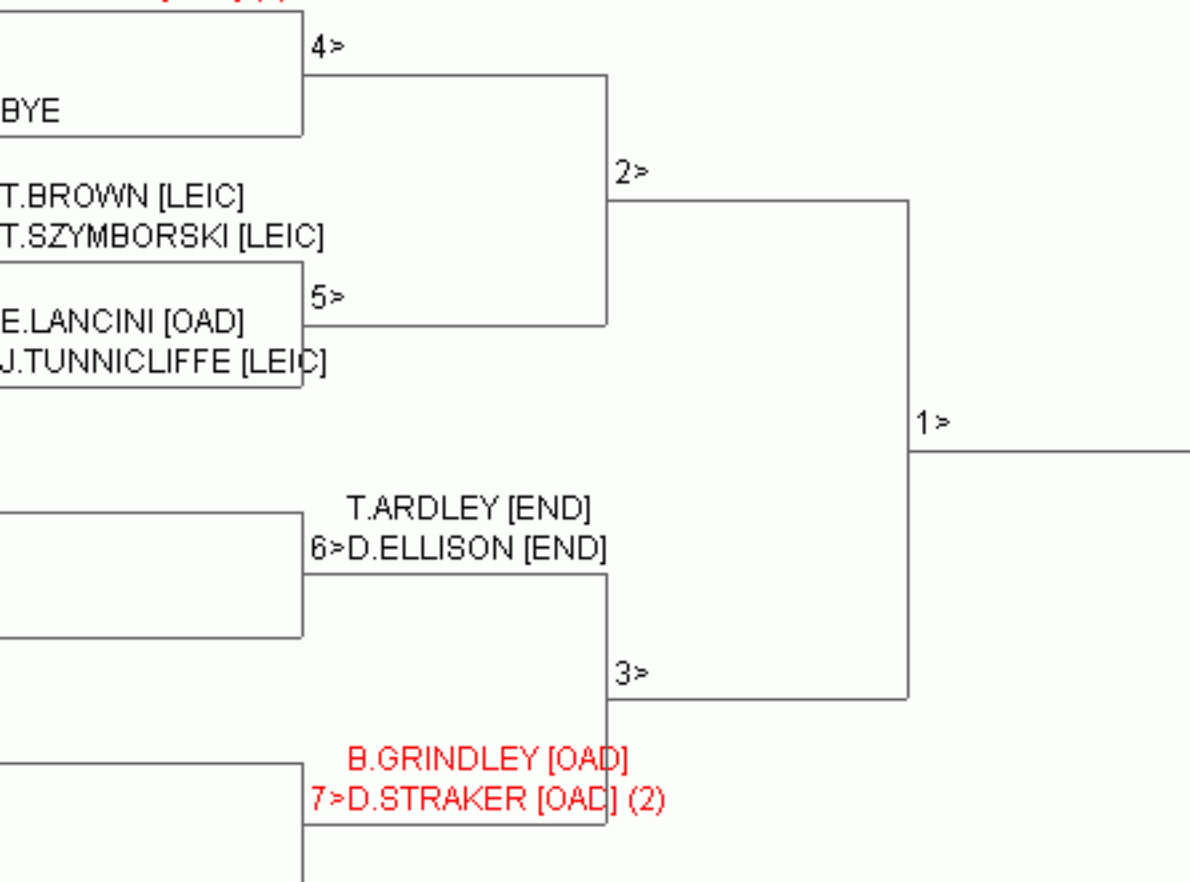 4>
BYE
2>
T.BROWN [LEIC]
T.SZYMBORSKI [LEIC]
5>
E.LANCINI [OAD]
J.TUNNICLIFFE [LEIC]
1>
T.ARDLEY [END]
6>D.ELLISON [END]
3>
B.GRINDLEY [OAD]
7>D.STRAKER [OAD] (2)